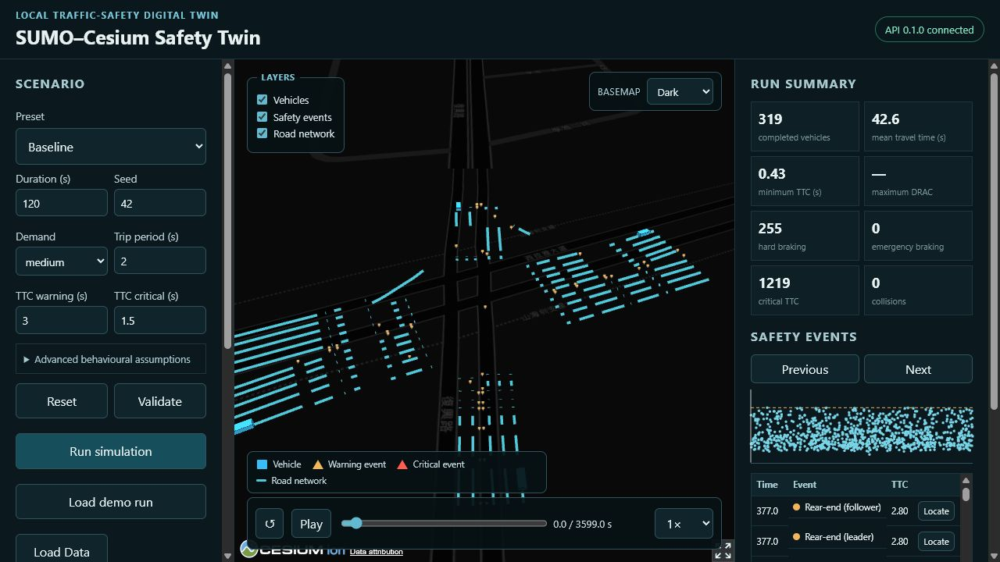 LOCAL TRAFFIC-SAFETY DIGITAL TWIN
SUMO–Cesium Safety Twin
API 0.1.0 connected
SCENARIO
Preset
Baseline
Duration (s)
Seed
120
42
Demand
Trip period (s)
medium
2
TTC warning (s)
TTC critical (s)
3
1.5
Advanced behavioural assumptions
Reset
Validate
Run simulation
Load demo run
Load Data
LAYERS
Vehicles
Safety events
Road network
BASEMAP
Dark
復興路
Vehicle
Warning event
Critical event
Road network
↺
Play
0.0 / 3599.0 s
1×
CESIUM ion
Data attribution
RUN SUMMARY
319
completed vehicles
42.6
mean travel time (s)
0.43
minimum TTC (s)
—
maximum DRAC
255
hard braking
0
emergency braking
1219
critical TTC
0
collisions
SAFETY EVENTS
Previous
Next
Time
Event
TTC
377.0
Rear-end (follower)
2.80
Locate
377.0
Rear-end (leader)
2.80
Locate